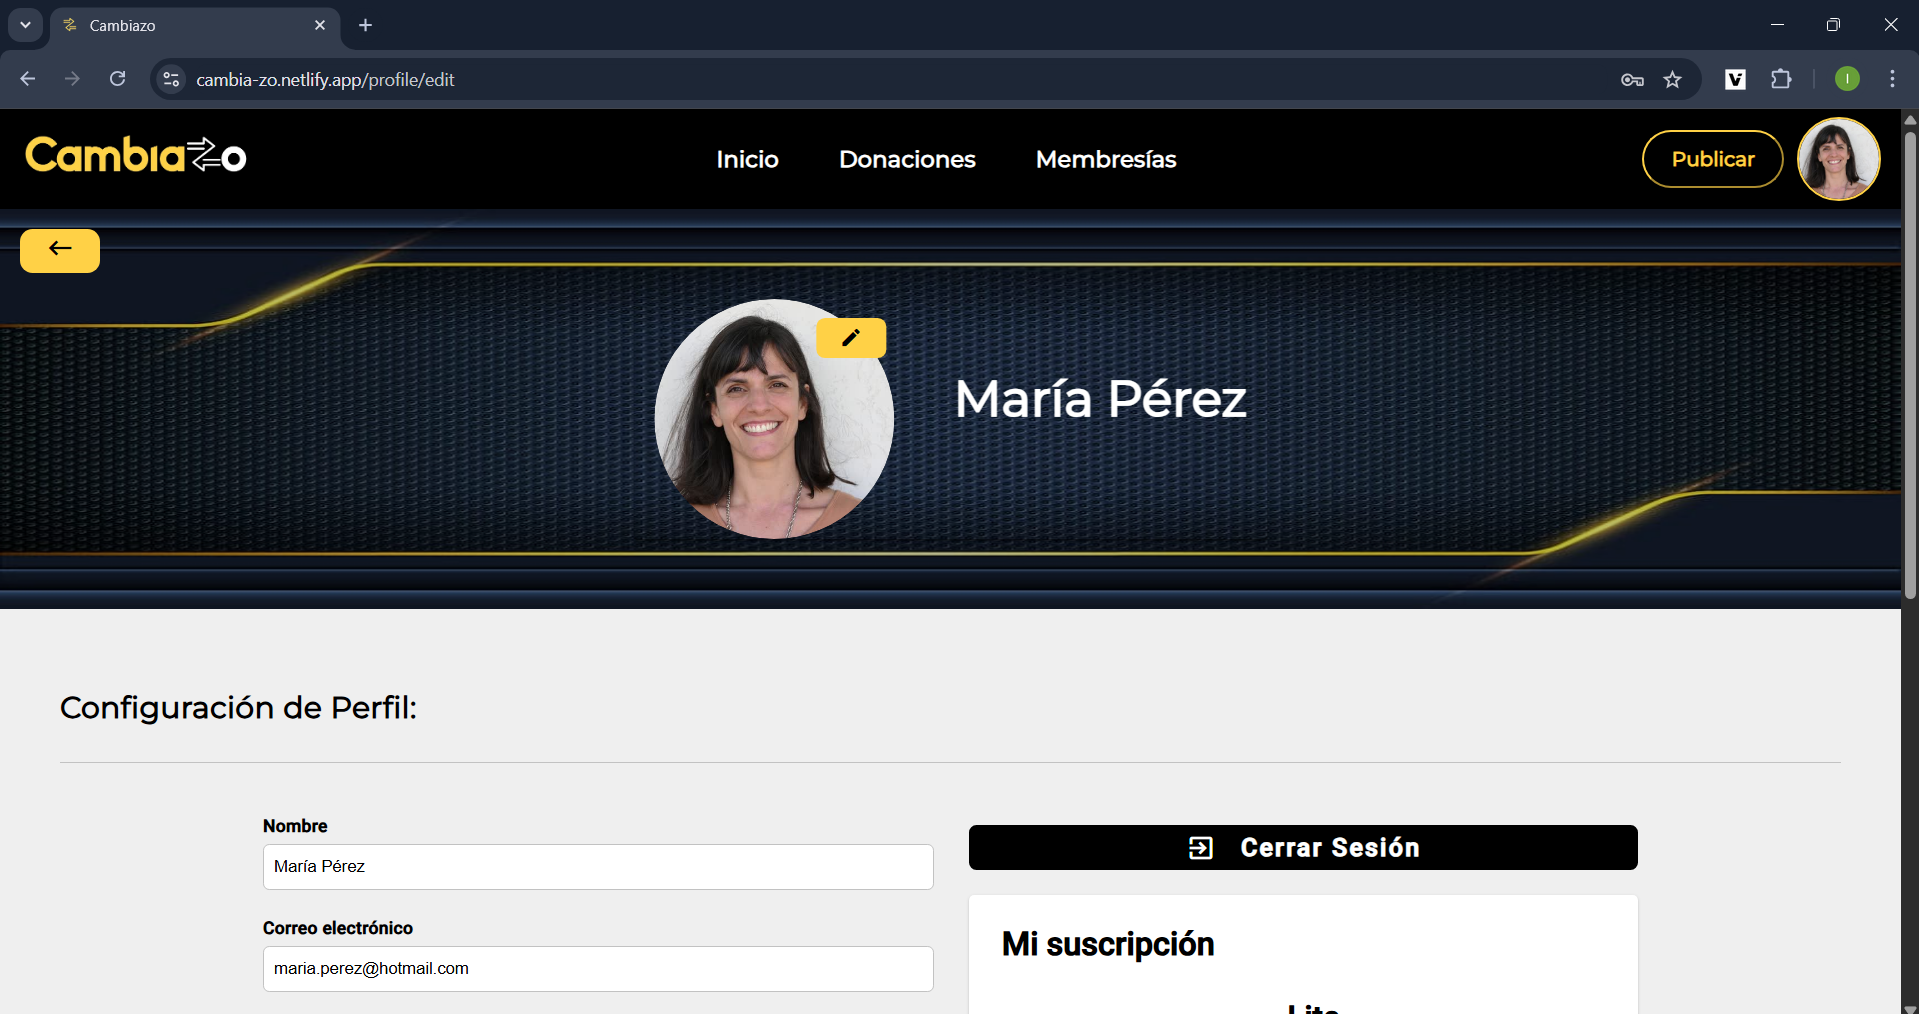 Cambiazo
cambia-zo.netlify.app/profile/edit
I
Cambiazo
Inicio
Donaciones
Membresías
Publicar
María Pérez
Configuración de Perfil:
Nombre
María Pérez
Correo electrónico
maria.perez@hotmail.com
Cerrar Sesión
Mi suscripción